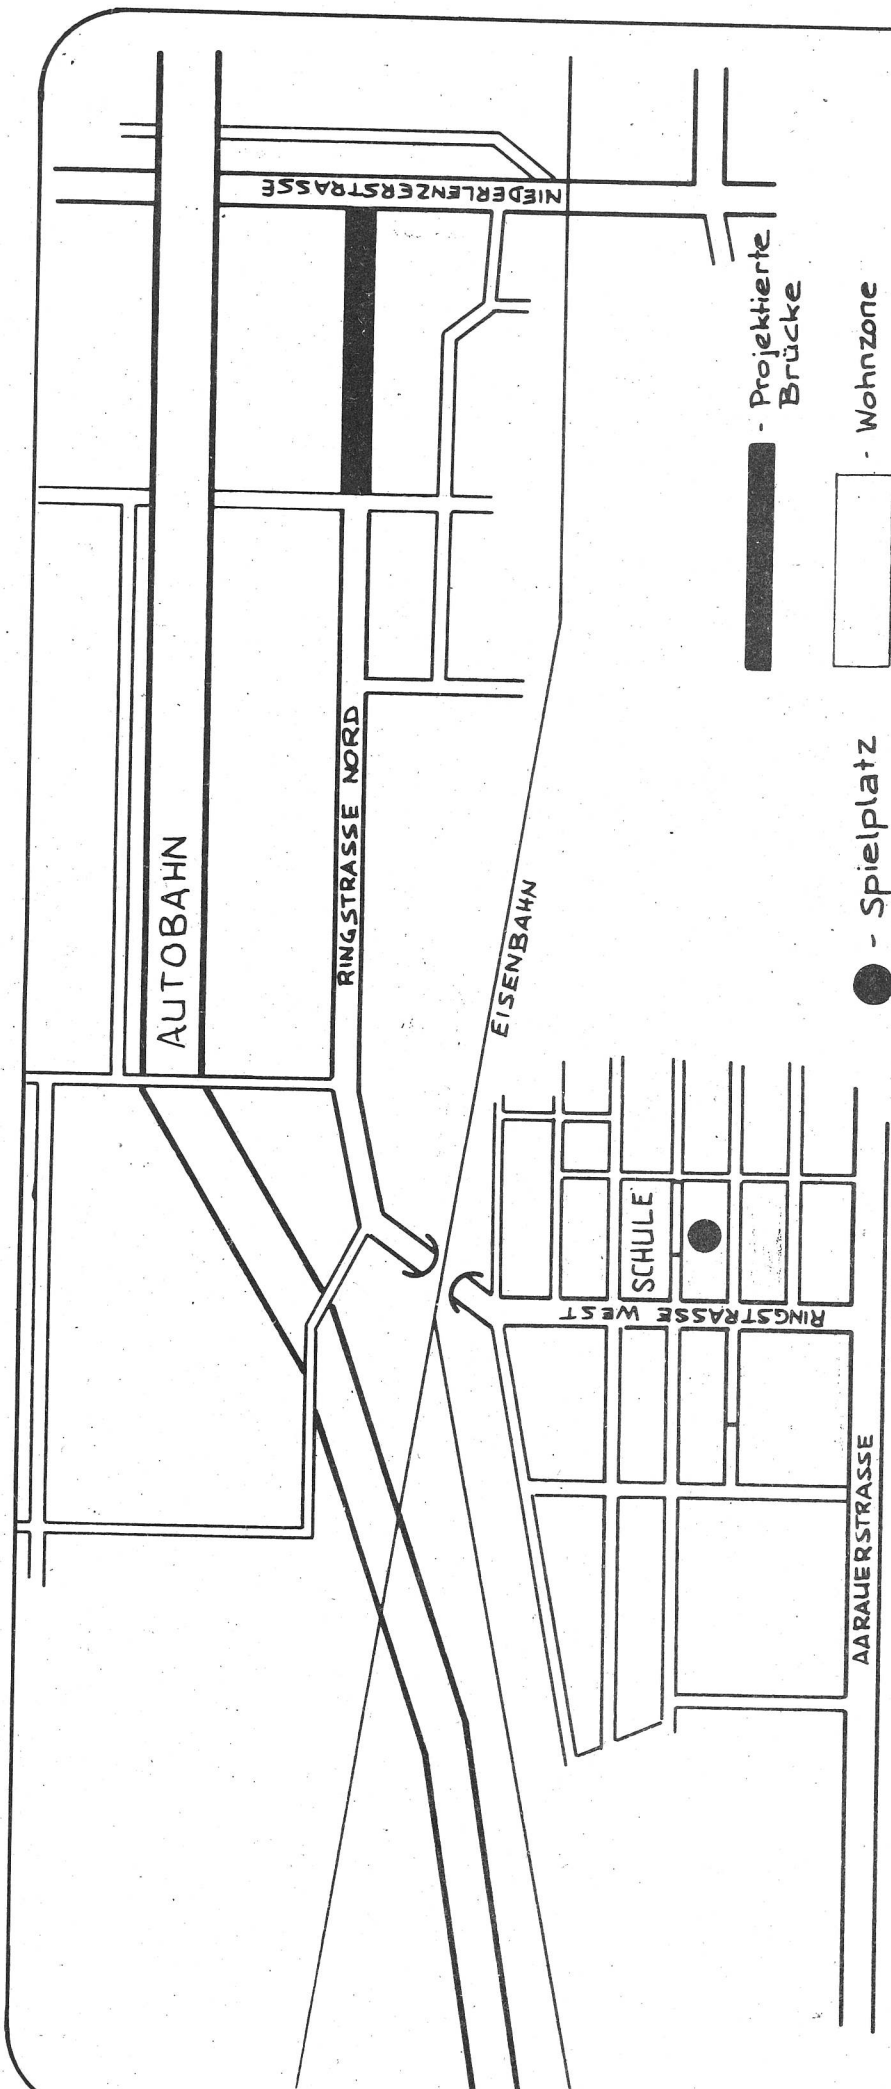 AUTOBAHN
NIEDERLENZERSTRASSE
RINGSTRASSE NORD
EISENBAHN
SCHULE
RINGSTRASSE WEST
AARAUERSTRASSE
- Projektierte
Brücke
- Spielplatz
- Wohnzone